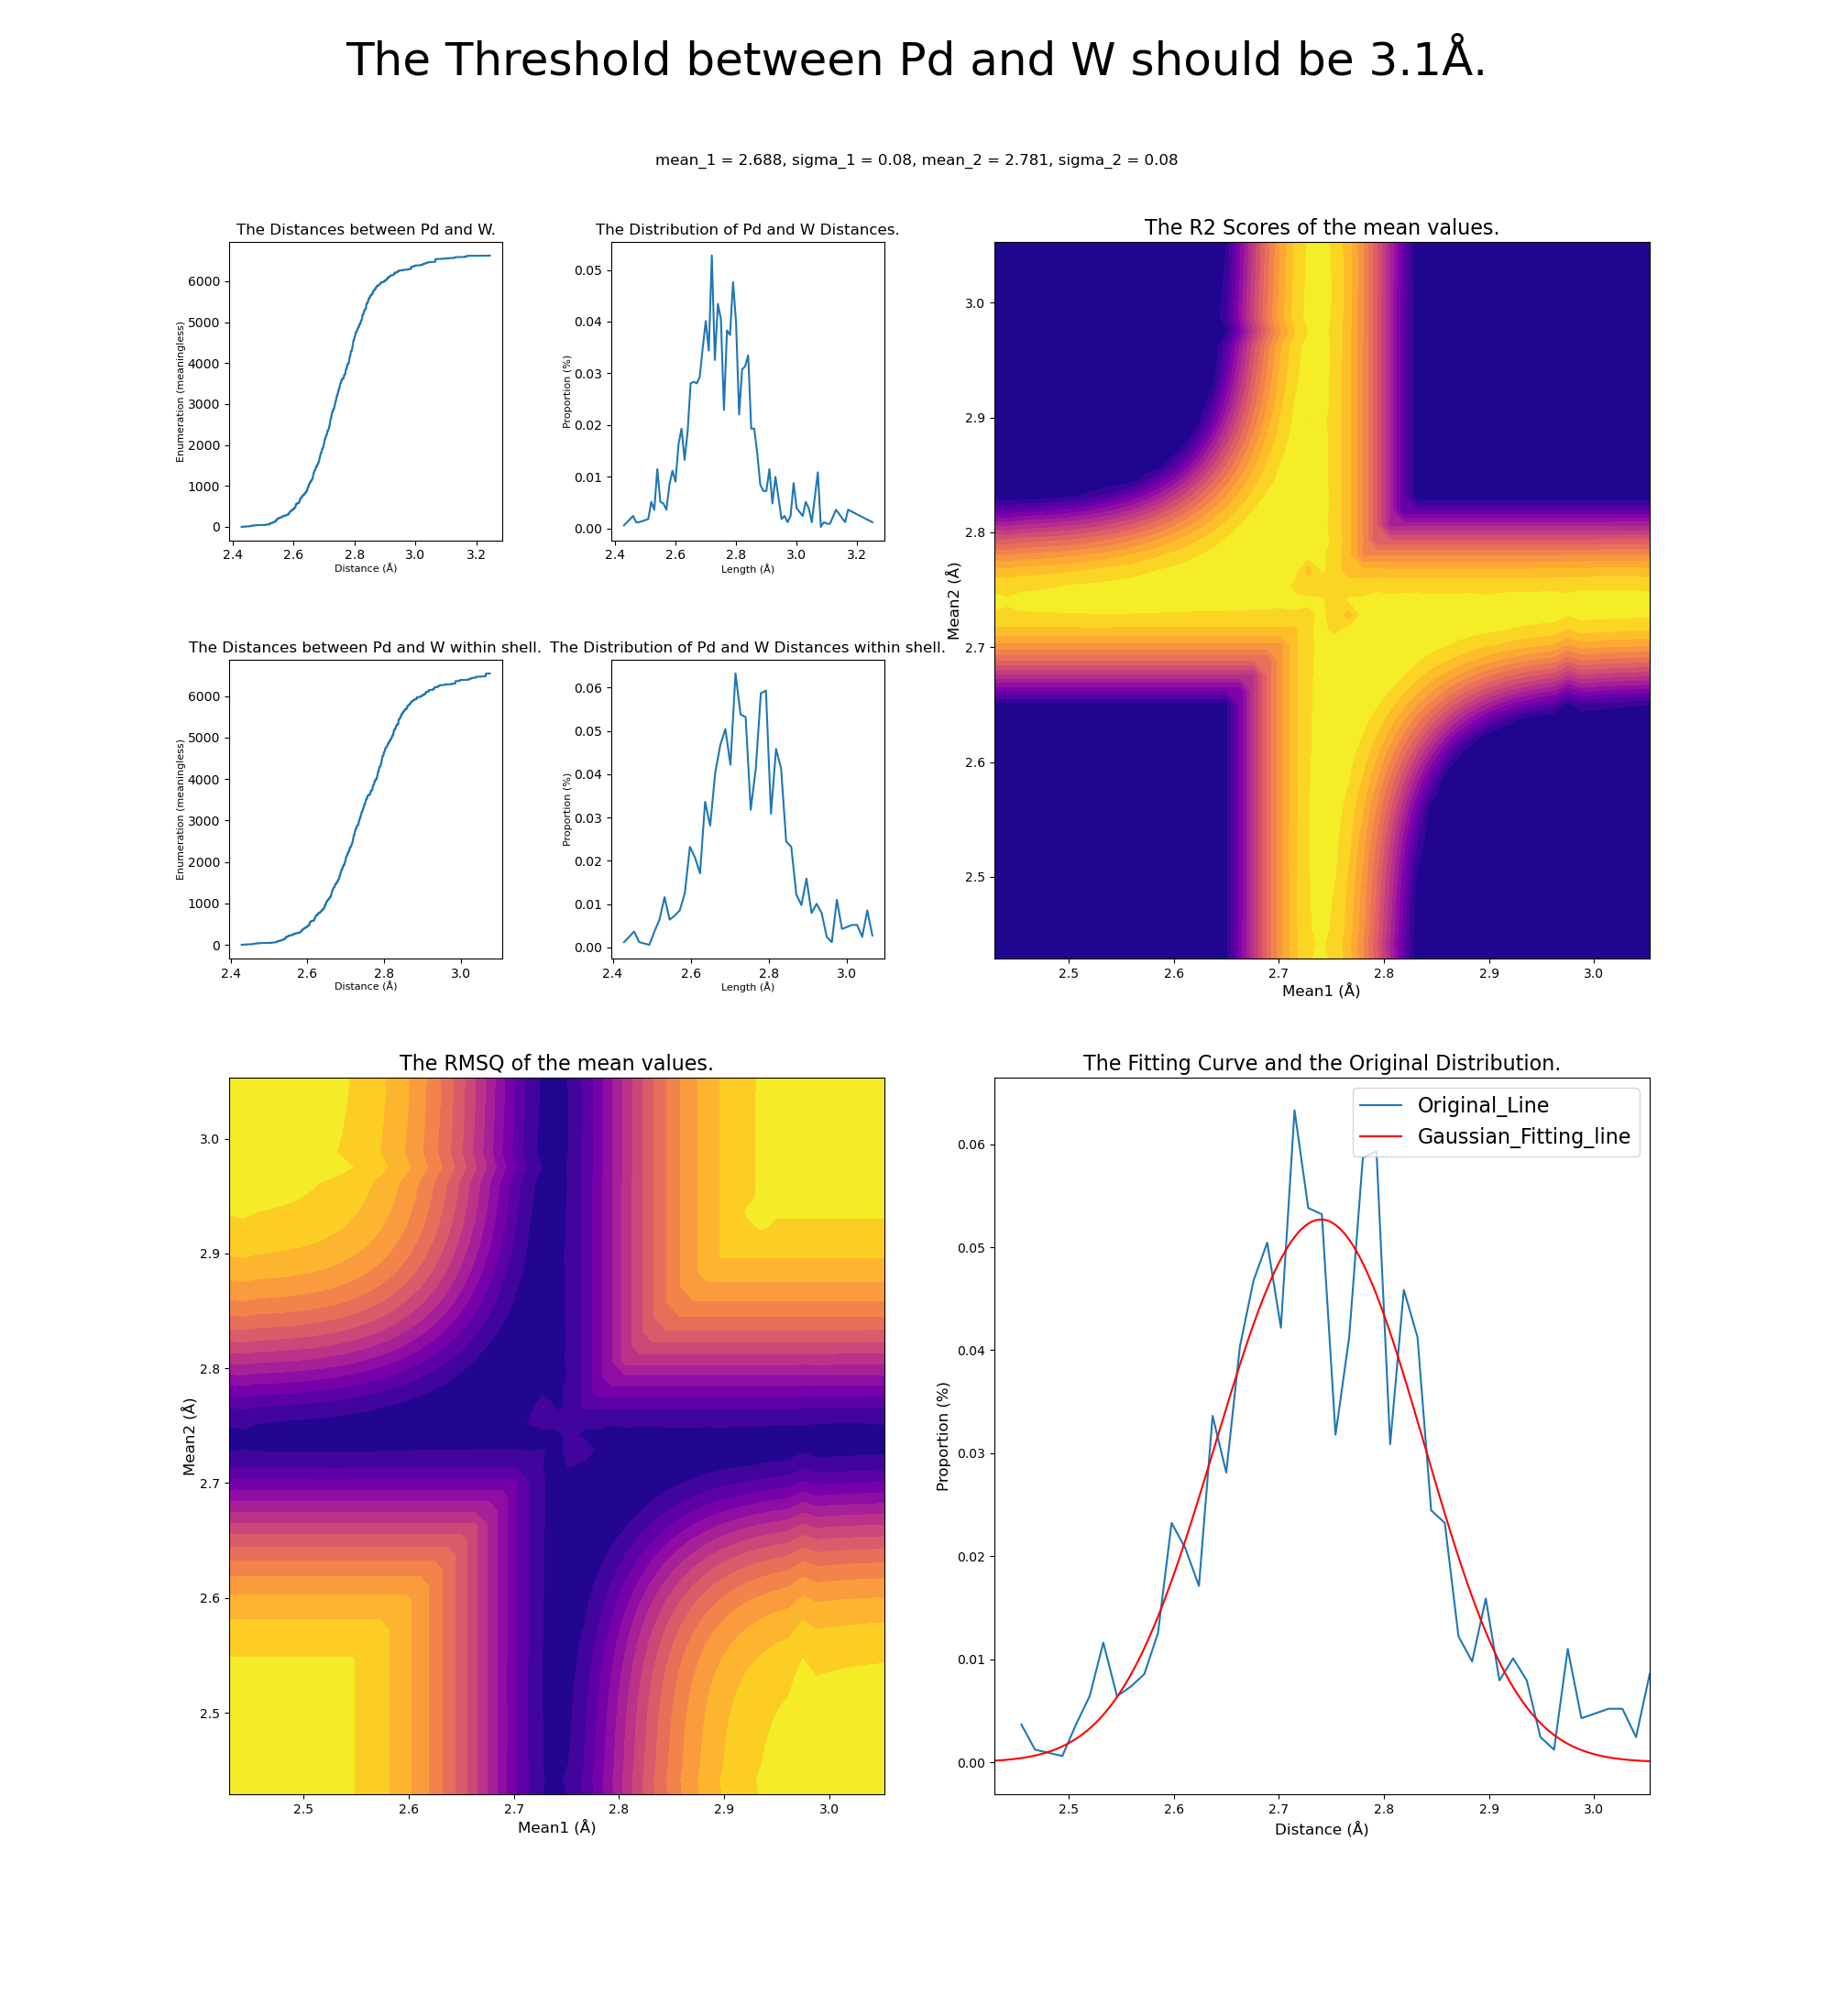 The Threshold between Pd and W should be 3.1Å.
mean_1 = 2.688, sigma_1 = 0.08, mean_2 = 2.781, sigma_2 = 0.08
The Distances between Pd and W.
Enumeration (meaningless)
6000
5000
4000
3000
2000
1000
0
2.4 2.6 2.8 3.0 3.2
Distance (Å)
The Distribution of Pd and W Distances.
Proportion (%)
0.05
0.04
0.03
0.02
0.01
0.00
2.4 2.6 2.8 3.0 3.2
Length (Å)
The R2 Scores of the mean values.
Mean2 (Å)
3.0
2.9
2.8
2.7
2.6
2.5
2.5 2.6 2.7 2.8 2.9 3.0
Mean1 (Å)
The Distances between Pd and W within shell.
Enumeration (meaningless)
6000
5000
4000
3000
2000
1000
0
2.4 2.6 2.8 3.0
Distance (Å)
The Distribution of Pd and W Distances within shell.
Proportion (%)
0.06
0.05
0.04
0.03
0.02
0.01
0.00
2.4 2.6 2.8 3.0
Length (Å)
The RMSQ of the mean values.
Mean2 (Å)
3.0
2.9
2.8
2.7
2.6
2.5
2.5 2.6 2.7 2.8 2.9 3.0
Mean1 (Å)
The Fitting Curve and the Original Distribution.
Original_Line
Gaussian_Fitting_line
Proportion (%)
0.06
0.05
0.04
0.03
0.02
0.01
0.00
2.5 2.6 2.7 2.8 2.9 3.0
Distance (Å)